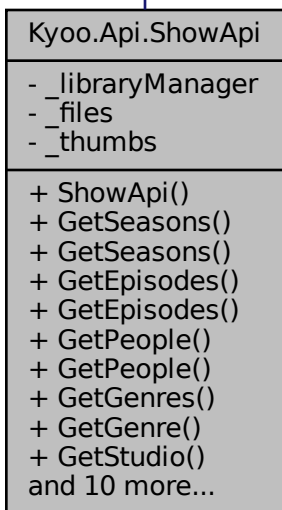 Kyoo.Api.ShowApi
- _libraryManager
- _files
- _thumbs
+ ShowApi()
+ GetSeasons()
+ GetSeasons()
+ GetEpisodes()
+ GetEpisodes()
+ GetPeople()
+ GetPeople()
+ GetGenres()
+ GetGenre()
+ GetStudio()
and 10 more...